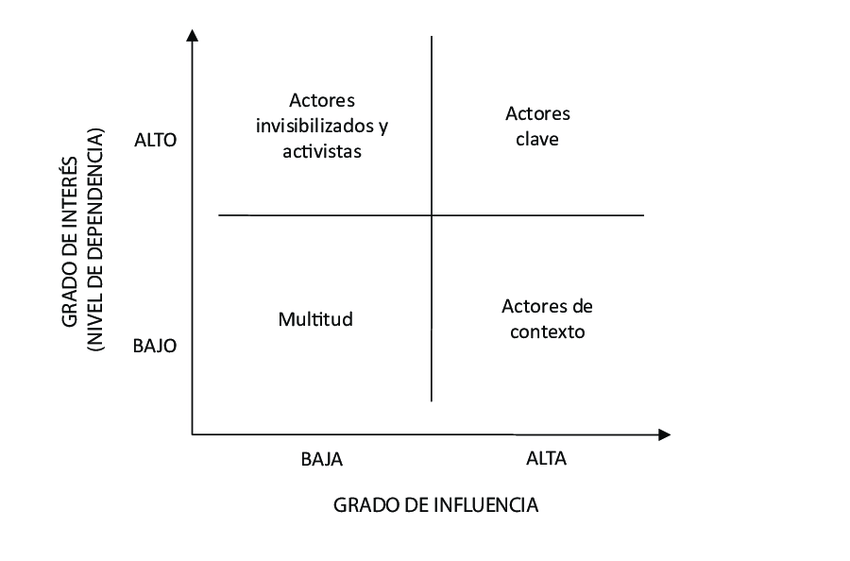 GRADO DE INTERÉS
(NIVEL DE DEPENDENCIA)
ALTO
BAJO
Actores
invisibilizados y
activistas
Actores
clave
Multitud
Actores de
contexto
BAJA
ALTA
GRADO DE INFLUENCIA